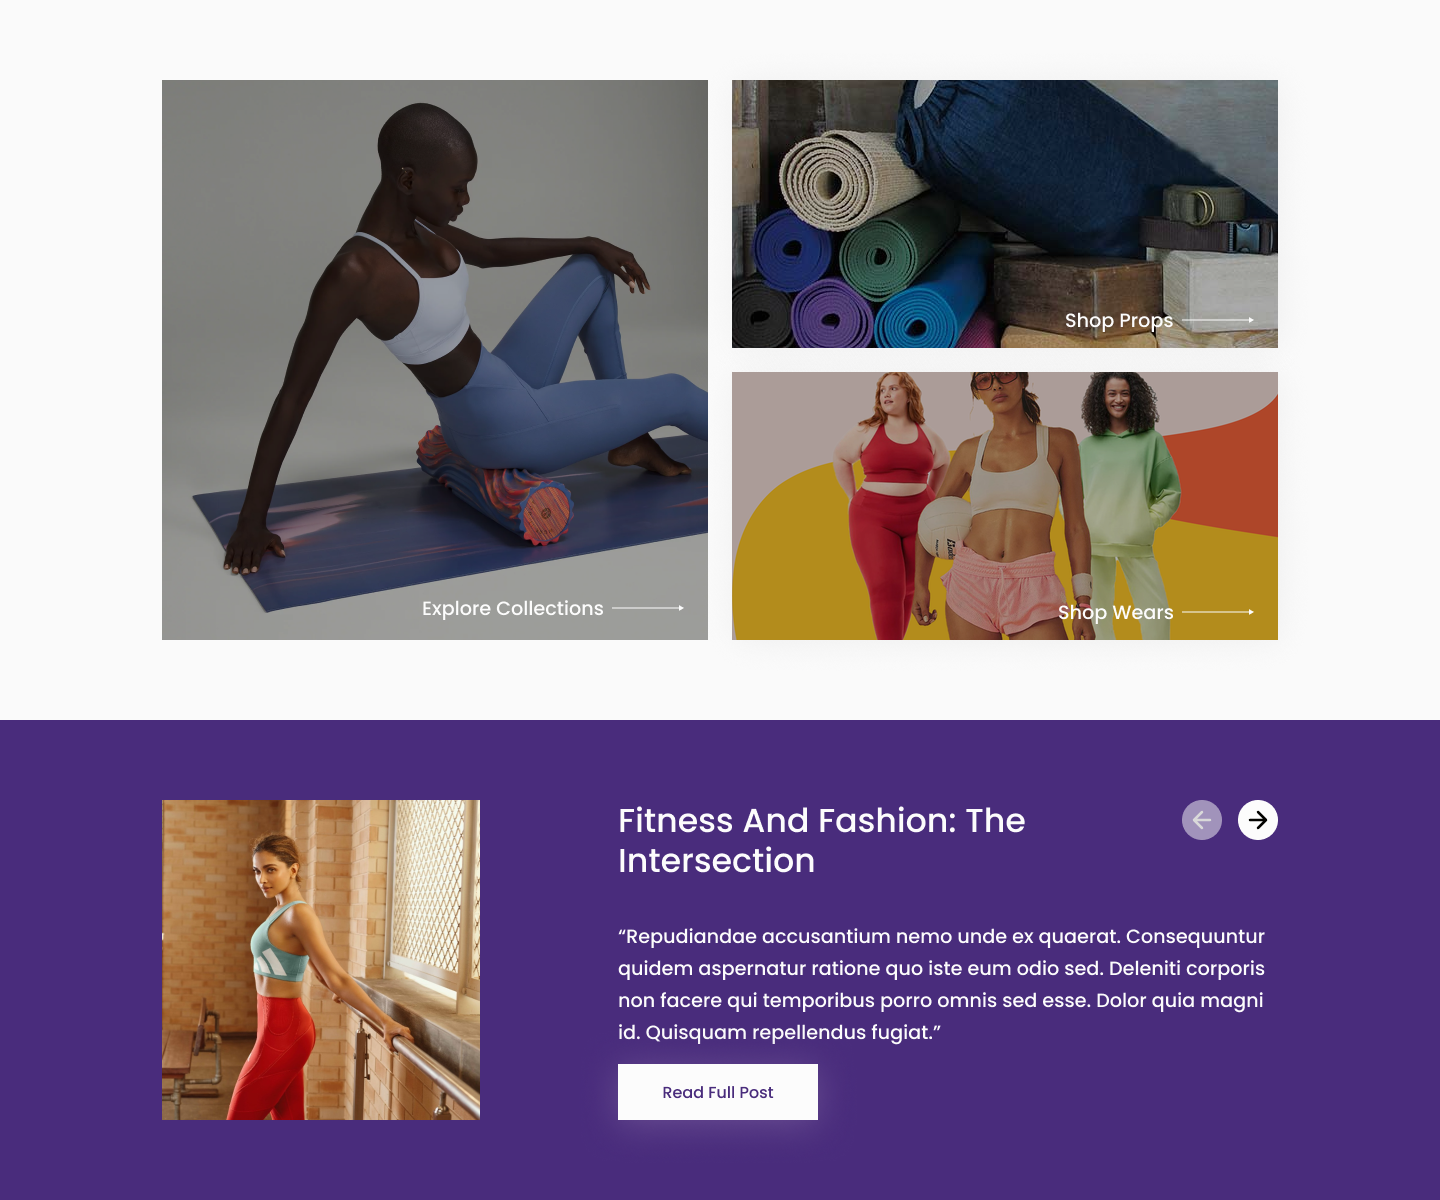 Shop Props
Explore Collections
Shop Wears
Fitness And Fashion: The
Intersection
“Repudiandae accusantium nemo unde ex quaerat. Consequuntur
quidem aspernatur ratione quo iste eum odio sed. Deleniti corporis
non facere qui temporibus porro omnis sed esse. Dolor quia magni
id. Quisquam repellendus fugiat.”
Read Full Post